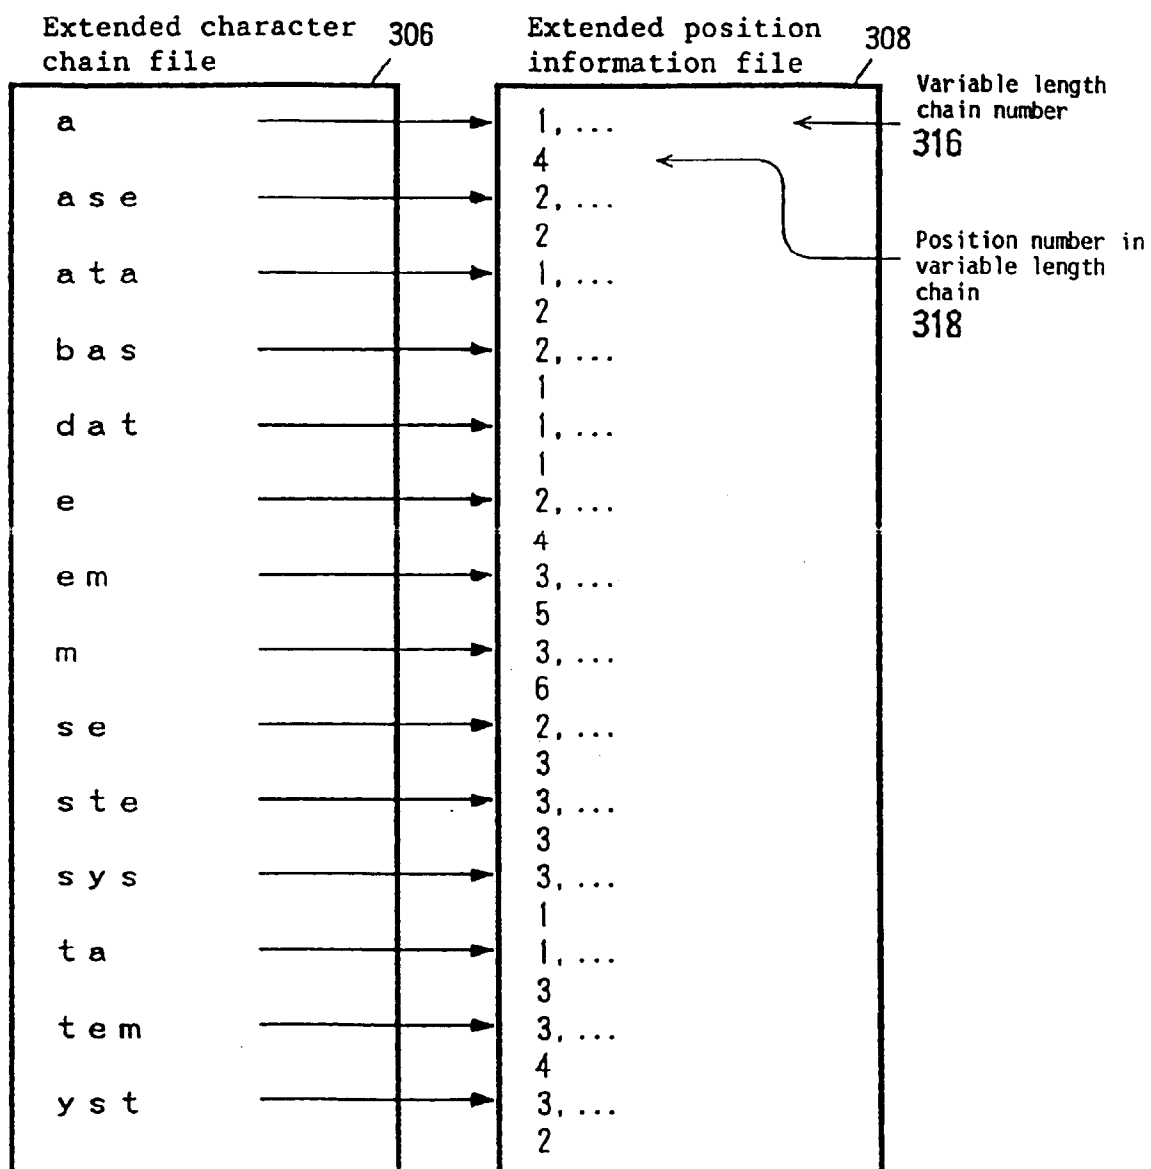 Extended character
chain file
306
Extended position
information file
308
Variable length
chain number
316
Position number in
variable length
chain
318
a 1, ...
4
ase 2, ...
2
ata 1, ...
2
bas 2, ...
1
dat 1, ...
1
e 2, ...
4
em 3, ...
5
m 3, ...
6
se 2, ...
3
ste 3, ...
3
sys 3, ...
1
ta 1, ...
3
tem 3, ...
4
yst 3, ...
2